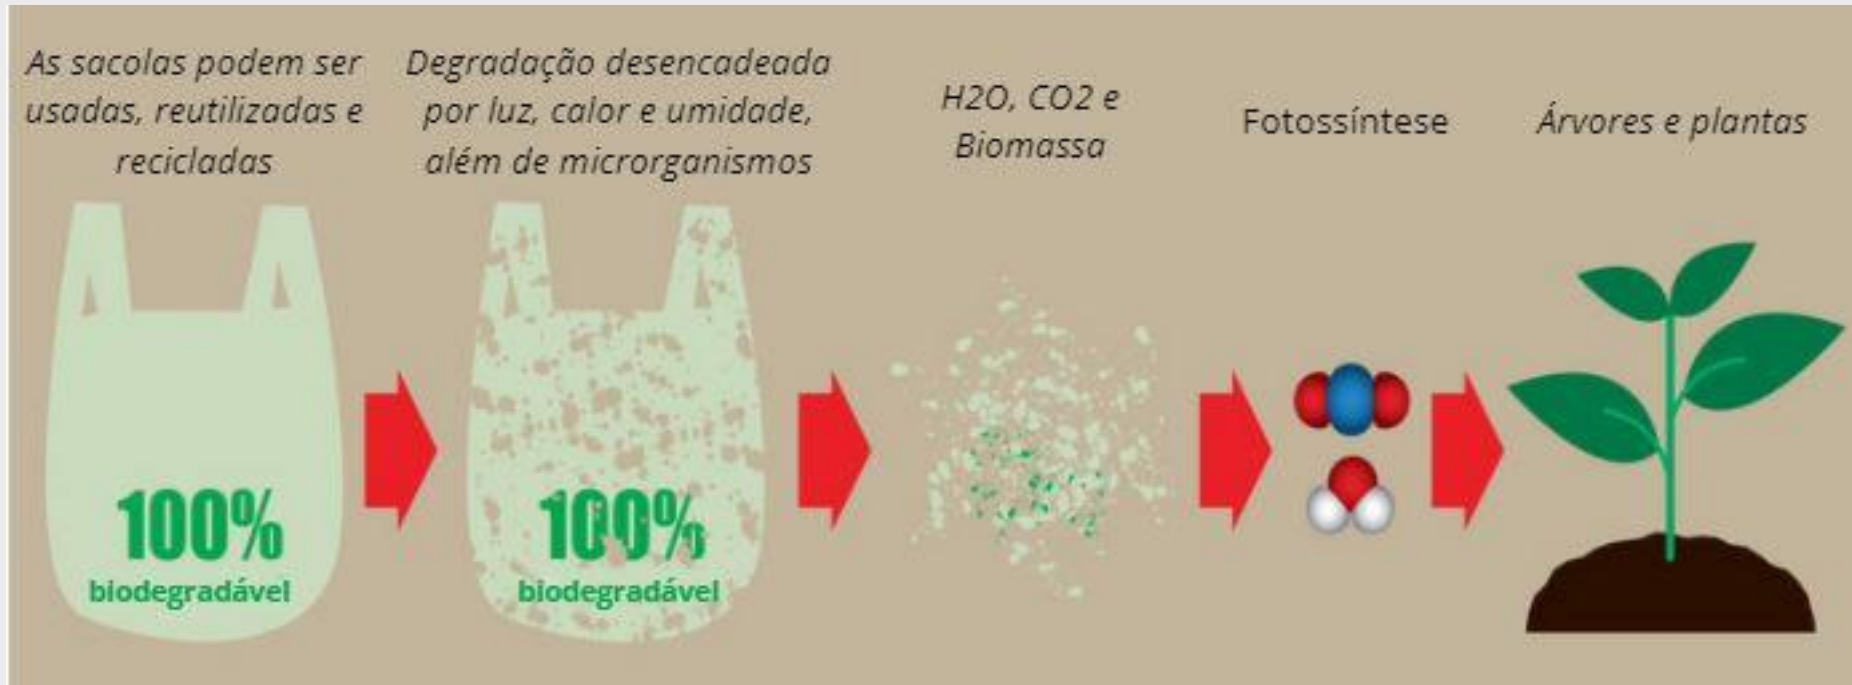 As sacolas podem ser
usadas, reutilizadas e
recicladas
Degradação desencadeada
por luz, calor e umidade,
além de microrganismos
H2O, CO2 e
Biomassa
Fotossíntese
Árvores e plantas
100%
biodegradável
100%
biodegradável